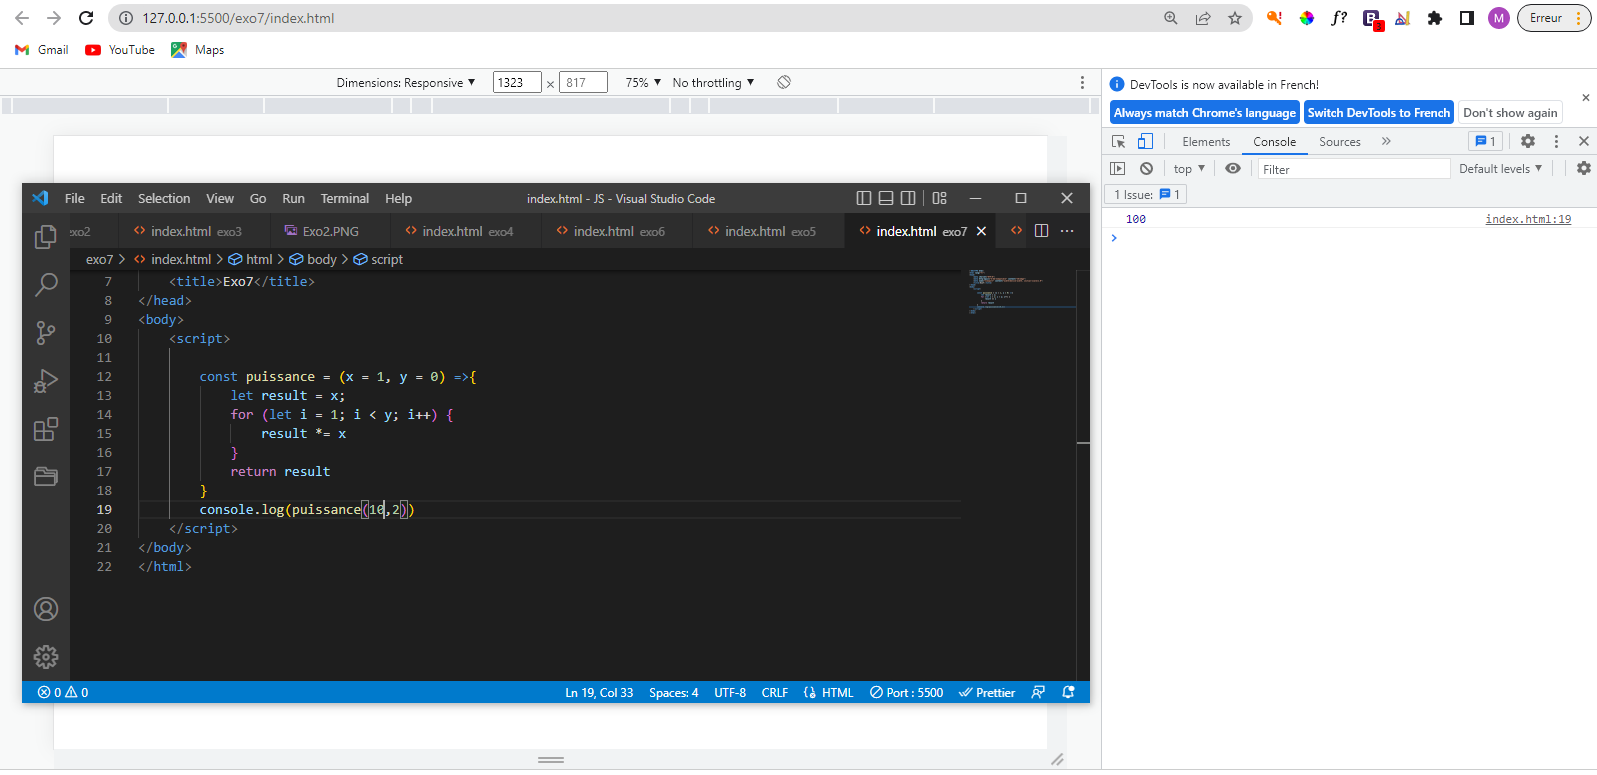 127.0.0.1:5500/exo7/index.html
f?
M
Erreur
Gmail
YouTube
Maps
Dimensions: Responsive
1323 × 817
75%
No throttling
DevTools is now available in French!
Always match Chrome's language
Switch DevTools to French
Don't show again
Elements
Console
Sources
1
top
Filter
Default levels
1 Issue: 1
100
index.html:19
File Edit Selection View Go Run Terminal Help
index.html - JS - Visual Studio Code
exo2
index.html exo3
Exo2.PNG
index.html exo4
index.html exo6
index.html exo5
index.html exo7
exo7 > index.html > html > body > script
7 <title>Exo7</title>
8 </head>
9 <body>
10 <script>
11
12 const puissance = (x = 1, y = 0) =>{
13 let result = x;
14 for (let i = 1; i < y; i++) {
15 result *= x
16 }
17 return result
18 }
19 console.log(puissance(10,2))
20 </script>
21 </body>
22 </html>
0 0
Ln 19, Col 33
Spaces: 4
UTF-8
CRLF
HTML
Port : 5500
Prettier